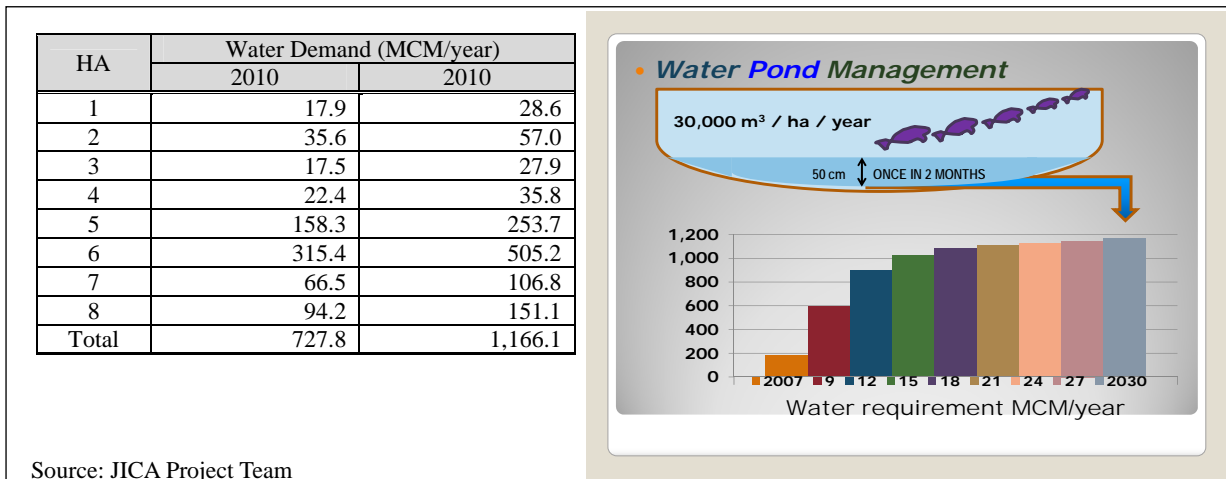 HA Water Demand (MCM/year)
2010 2010
1 17.9 28.6
2 35.6 57.0
3 17.5 27.9
4 22.4 35.8
5 158.3 253.7
6 315.4 505.2
7 66.5 106.8
8 94.2 151.1
Total 727.8 1,166.1
Source: JICA Project Team
• Water Pond Management
30,000 m³ / ha / year
50 cm ONCE IN 2 MONTHS
1,200
1,000
800
600
400
200
0
2007 9 12 15 18 21 24 27 2030
Water requirement MCM/year